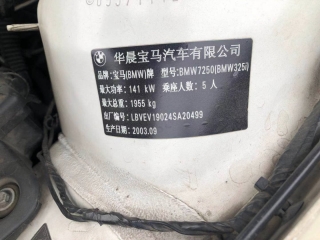 华晨宝马汽车有限公司
品牌:宝马(BMW)牌 型号:BMW7250(BMW325i)
最大功率: 141 kW 乘座人数: 5 人
最大总质量: 1955 kg
出厂编号: LBVEV19024SA20499
生产日期: 2003.09